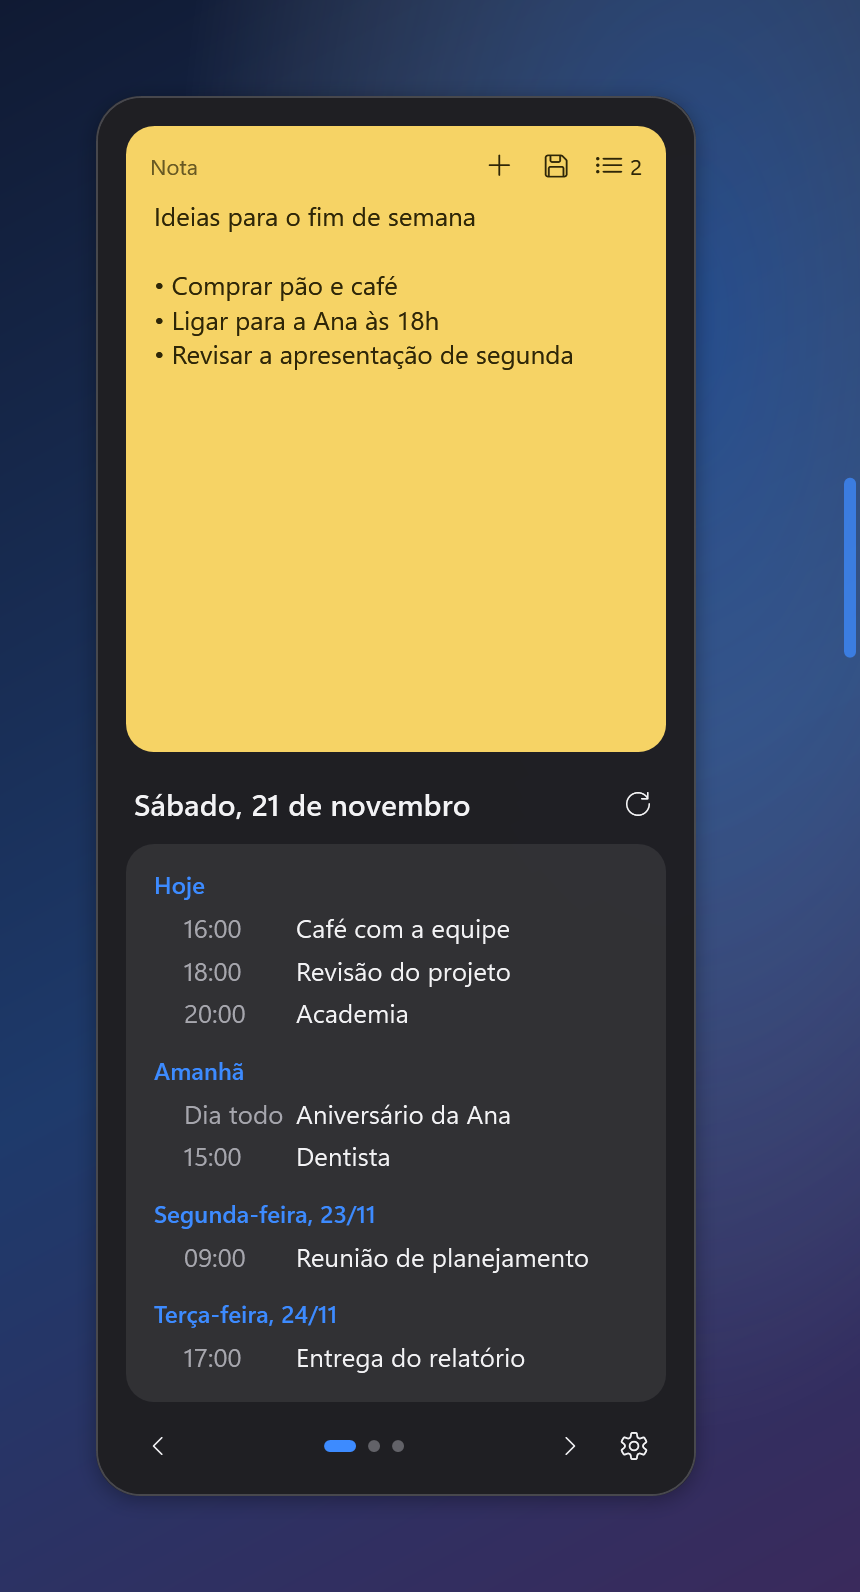 Nota
2
Ideias para o fim de semana
• Comprar pão e café
• Ligar para a Ana às 18h
• Revisar a apresentação de segunda
Sábado, 21 de novembro
Hoje
16:00 Café com a equipe
18:00 Revisão do projeto
20:00 Academia
Amanhã
Dia todo Aniversário da Ana
15:00 Dentista
Segunda-feira, 23/11
09:00 Reunião de planejamento
Terça-feira, 24/11
17:00 Entrega do relatório